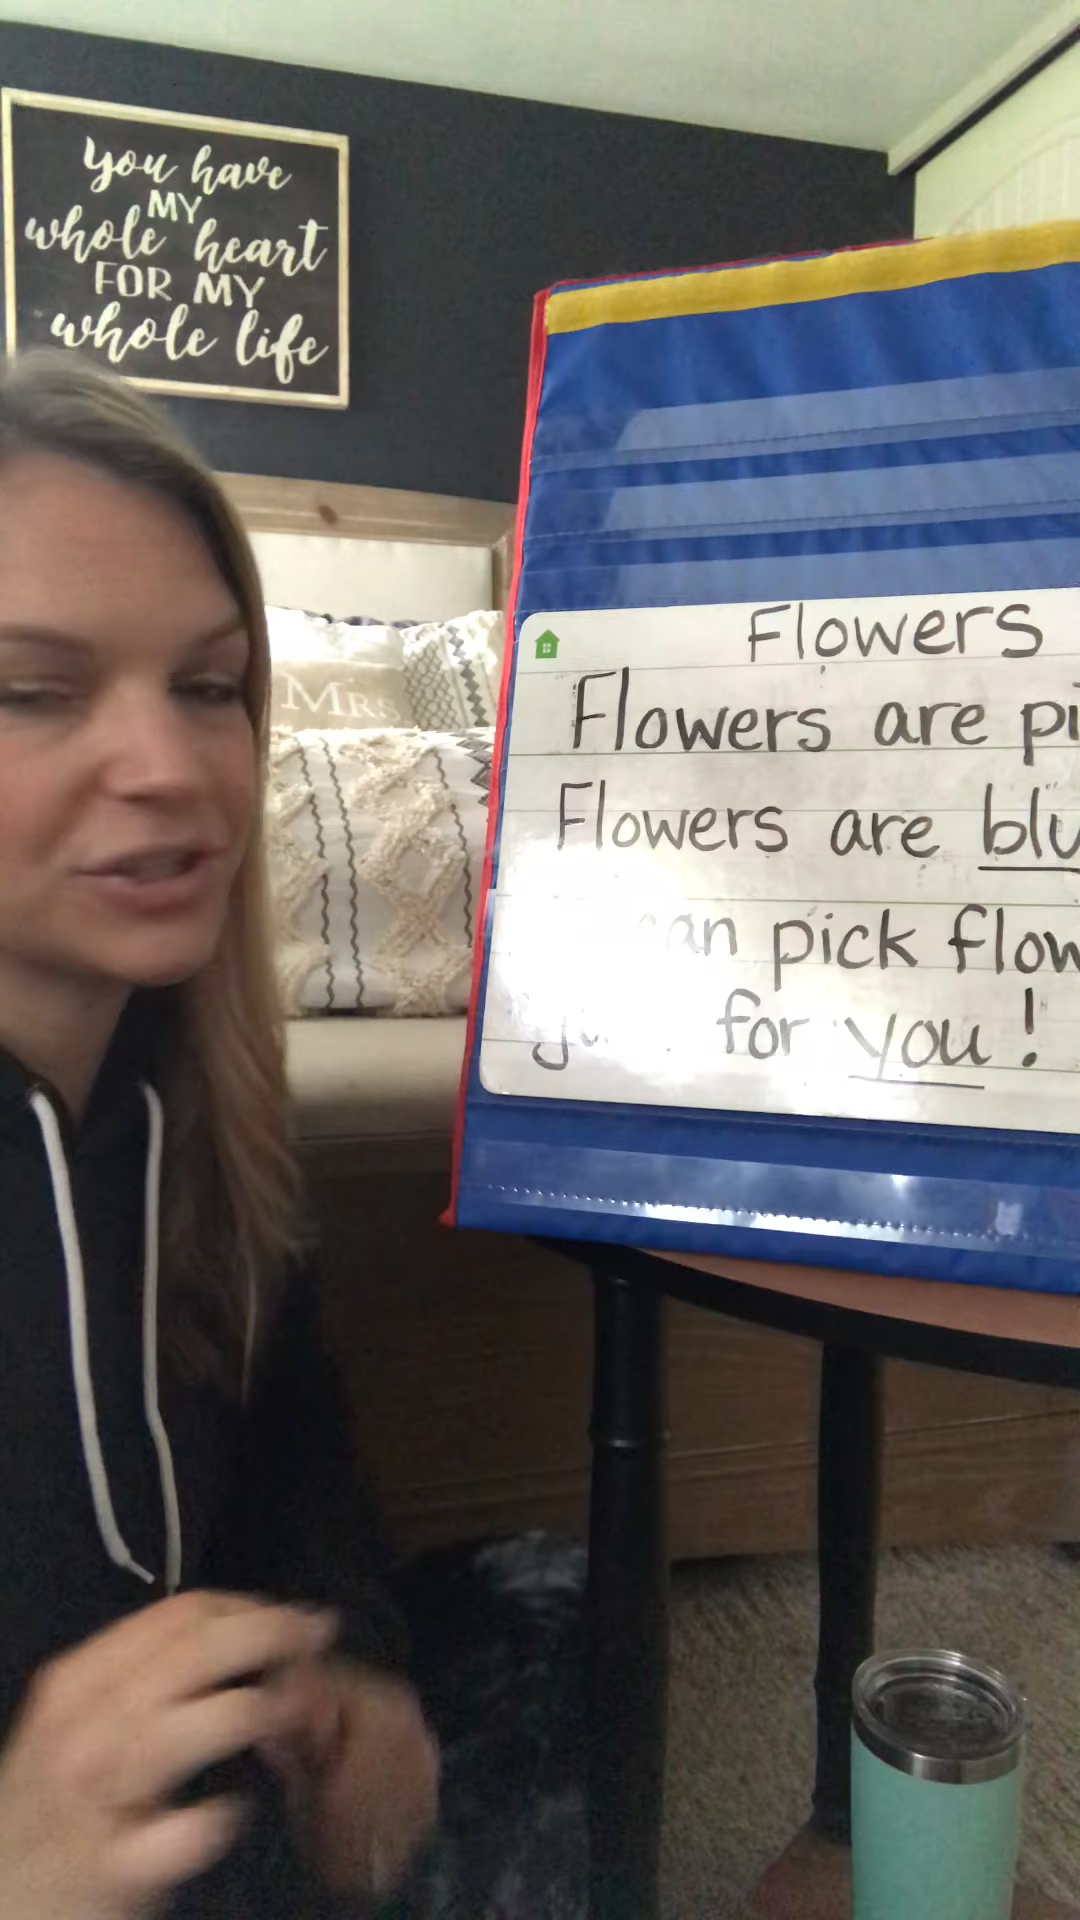 You have
MY
whole heart
FOR MY
whole life
MRS
Flowers
Flowers are pi
Flowers are blu
an pick flow
for you!